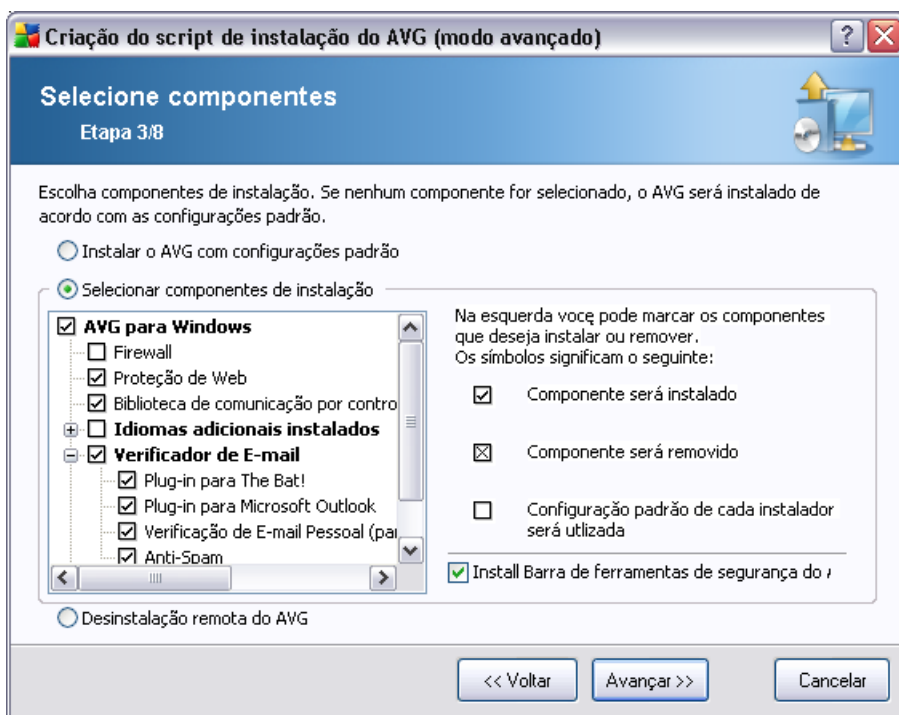 Criação do script de instalação do AVG (modo avançado)
Selecione componentes
Etapa 3/8
Escolha componentes de instalação. Se nenhum componente for selecionado, o AVG será instalado de
acordo com as configurações padrão.
Instalar o AVG com configurações padrão
Selecionar componentes de instalação
AVG para Windows
Firewall
Proteção de Web
Biblioteca de comunicação por contro
Idiomas adicionais instalados
Verificador de E-mail
Plug-in para The Bat!
Plug-in para Microsoft Outlook
Verificação de E-mail Pessoal (par
Anti-Spam
Na esquerda vocę pode marcar os componentes
que deseja instalar ou remover.
Os símbolos significam o seguinte:
Componente será instalado
Componente será removido
Configuração padrão de cada instalador
será utlizada
Install Barra de ferramentas de segurança do
Desinstalação remota do AVG
<< Voltar
Avançar >>
Cancelar